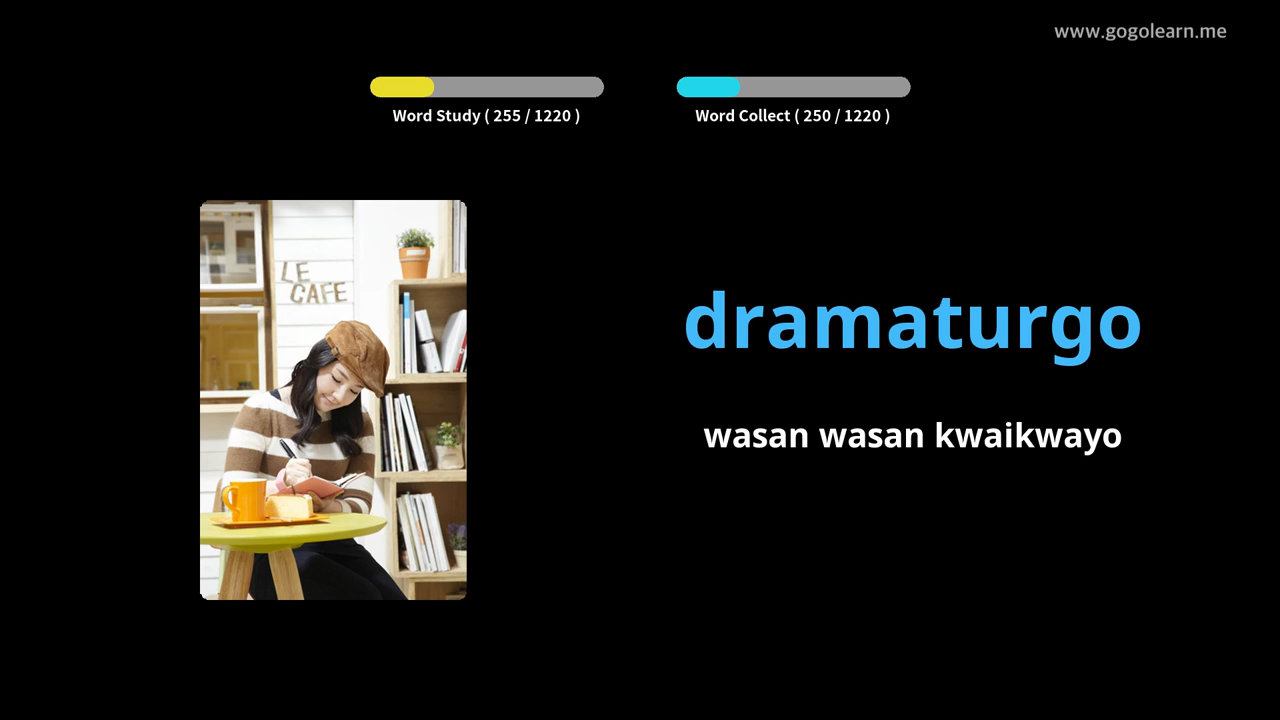 www.gogolearn.me
Word Study ( 255 / 1220 )
Word Collect ( 250 / 1220 )
LE
CAFE
dramaturgo
wasan wasan kwaikwayo